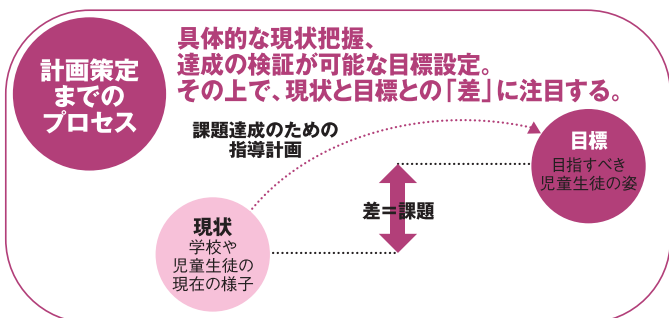 計画策定
までの
プロセス
具体的な現状把握、
達成の検証が可能な目標設定。
その上で、現状と目標との「差」に注目する。
課題達成のための
指導計画
目標
目指すべき
児童生徒の姿
差=課題
現状
学校や
児童生徒の
現在の様子